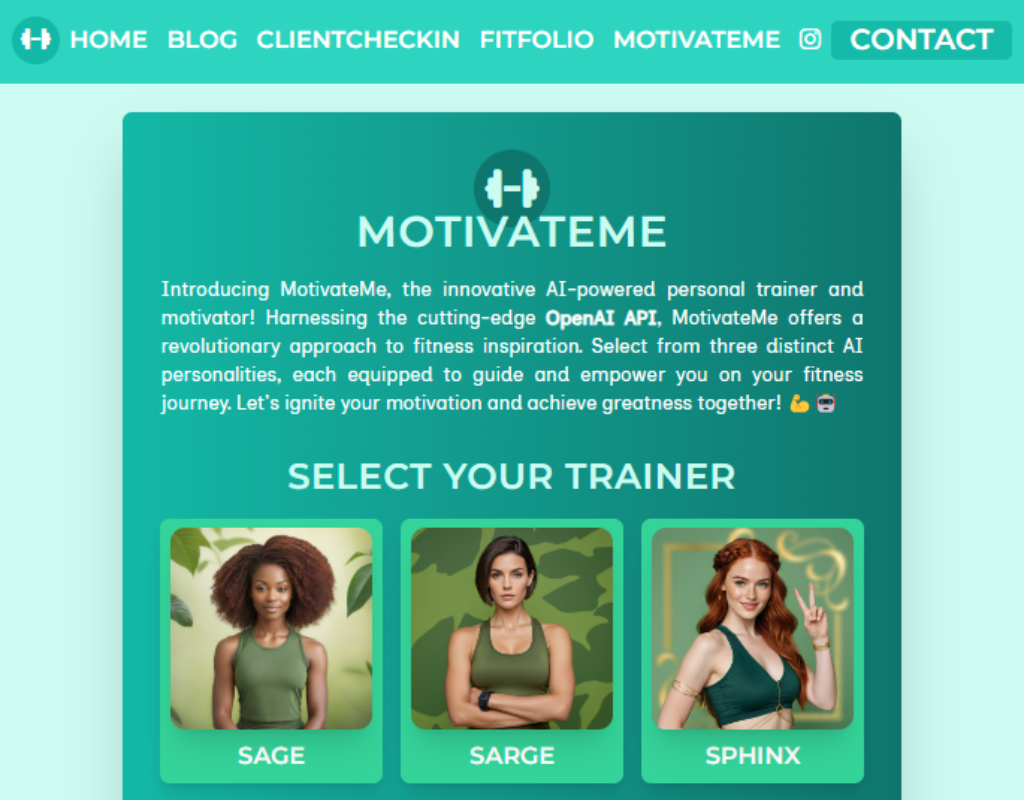 HOME BLOG CLIENTCHECKIN FITFOLIO MOTIVATEME CONTACT
MOTIVATEME
Introducing MotivateMe, the innovative AI-powered personal trainer and
motivator! Harnessing the cutting-edge OpenAI API, MotivateMe offers a
revolutionary approach to fitness inspiration. Select from three distinct AI
personalities, each equipped to guide and empower you on your fitness
journey. Let's ignite your motivation and achieve greatness together! 💪 🤖
SELECT YOUR TRAINER
SAGE SARGE SPHINX